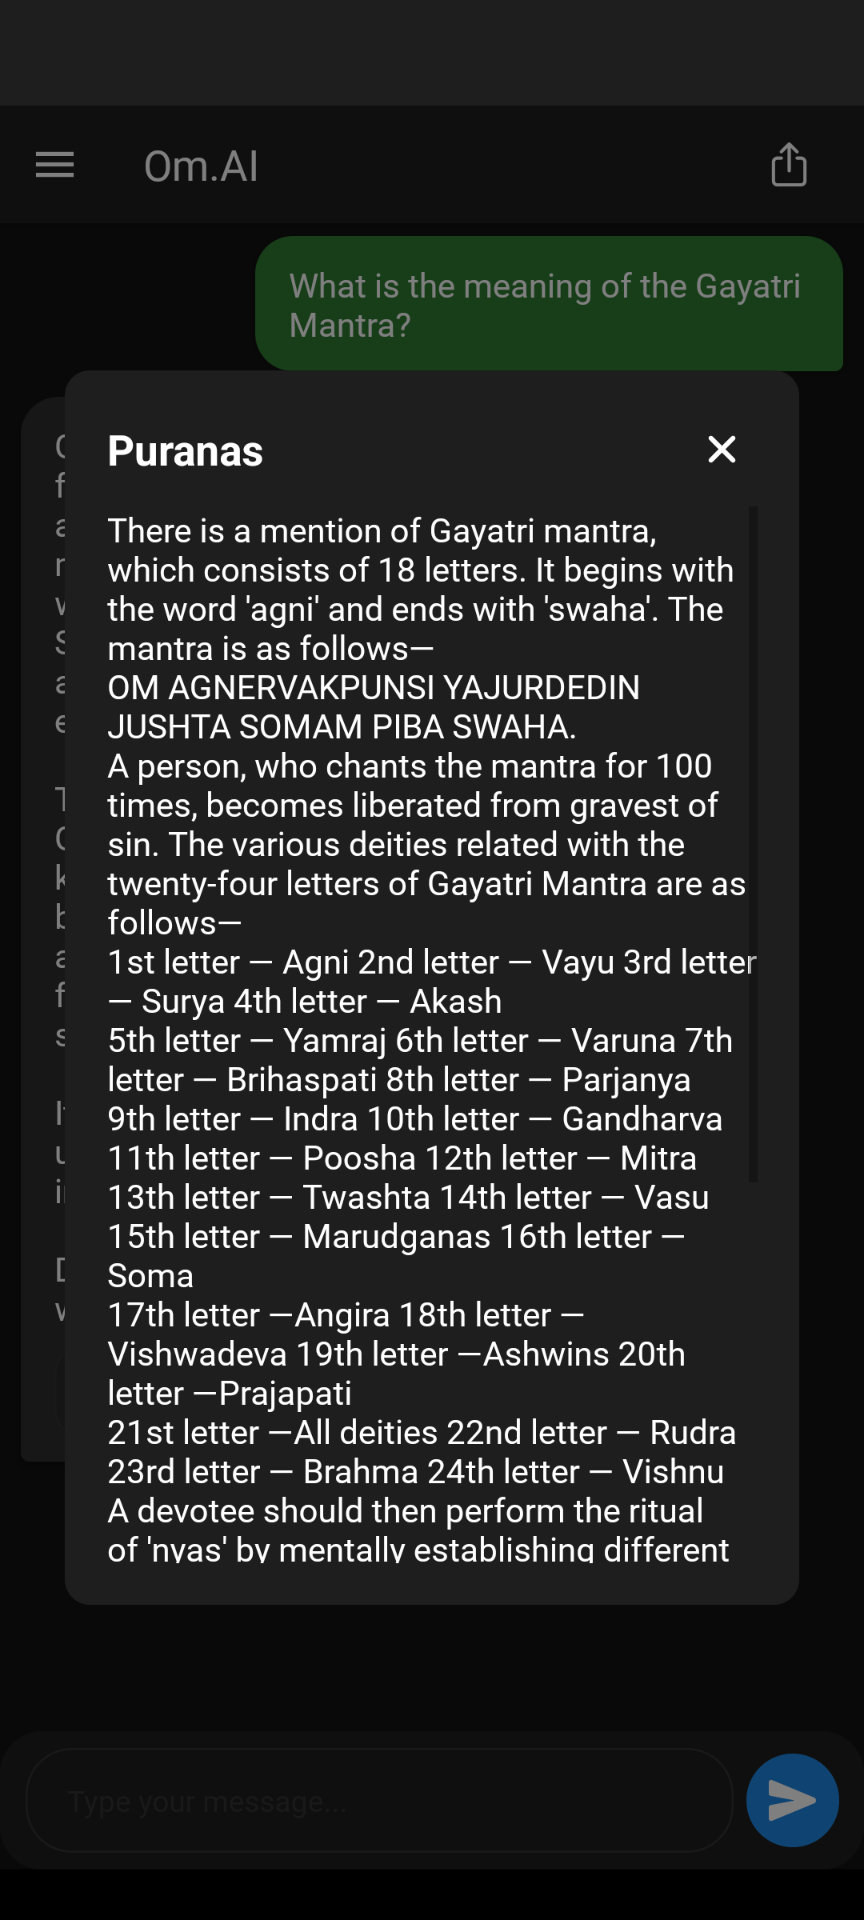 Om.AI
What is the meaning of the Gayatri
Mantra?
Puranas
There is a mention of Gayatri mantra,
which consists of 18 letters. It begins with
the word 'agni' and ends with 'swaha'. The
mantra is as follows—
OM AGNERVAKPUNSI YAJURDEDIN
JUSHTA SOMAM PIBA SWAHA.
A person, who chants the mantra for 100
times, becomes liberated from gravest of
sin. The various deities related with the
twenty-four letters of Gayatri Mantra are as
follows—
1st letter — Agni 2nd letter — Vayu 3rd letter
— Surya 4th letter — Akash
5th letter — Yamraj 6th letter — Varuna 7th
letter — Brihaspati 8th letter — Parjanya
9th letter — Indra 10th letter — Gandharva
11th letter — Poosha 12th letter — Mitra
13th letter — Twashta 14th letter — Vasu
15th letter — Marudganas 16th letter —
Soma
17th letter —Angira 18th letter —
Vishwadeva 19th letter —Ashwins 20th
letter —Prajapati
21st letter —All deities 22nd letter — Rudra
23rd letter — Brahma 24th letter — Vishnu
A devotee should then perform the ritual
of 'nyas' by mentally establishing different
Type your message...